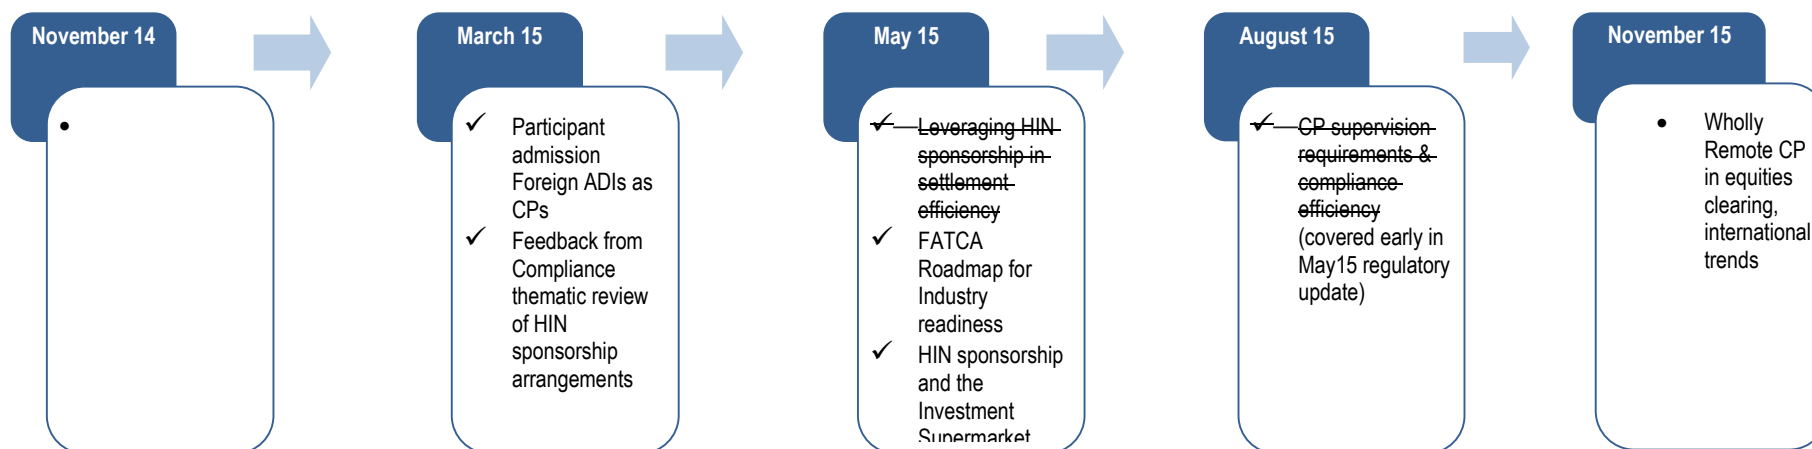 November 14
•
March 15
✓ Participant
admission
Foreign ADIs as
CPs
✓ Feedback from
Compliance
thematic review
of HIN
sponsorship
arrangements
May 15
✓ Leveraging HIN
sponsorship in
settlement
efficiency
✓ FATCA
Roadmap for
Industry
readiness
✓ HIN sponsorship
and the
Investment
Supermarket
August 15
✓ CP supervision
requirements &
compliance
efficiency
(covered early in
May15 regulatory
update)
November 15
• Wholly
Remote CP
in equities
clearing,
international
trends